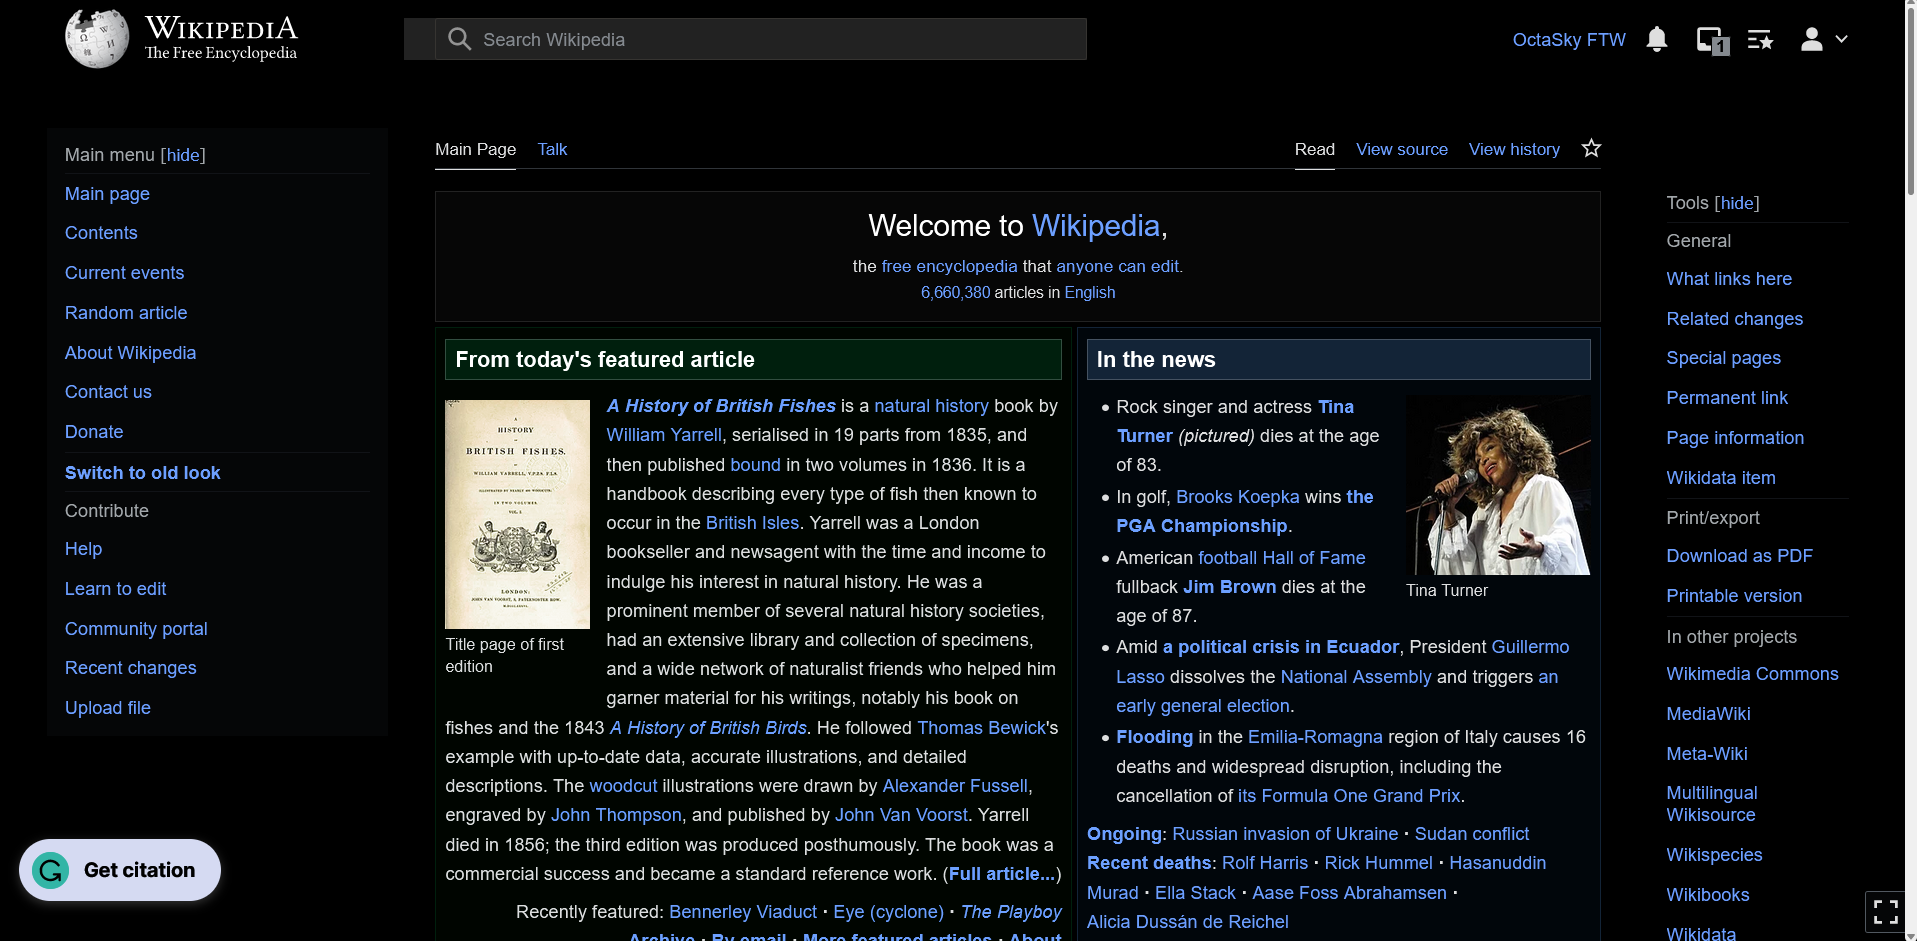 WIKIPEDIA
The Free Encyclopedia
Search Wikipedia
OctaSky FTW
1
Main menu [hide]
Main page
Contents
Current events
Random article
About Wikipedia
Contact us
Donate
Switch to old look
Contribute
Help
Learn to edit
Community portal
Recent changes
Upload file
Get citation
Main Page Talk
Read View source View history
Welcome to Wikipedia,
the free encyclopedia that anyone can edit.
6,660,380 articles in English
From today's featured article
A
HISTORY
OF
BRITISH FISHES.
WILLIAM YARRELL, V.P.Z.S. F.L.S.
IN TWO VOLUMES.
VOL. I.
LONDON:
JOHN VAN VOORST, 1, PATERNOSTER ROW.
Title page of first
edition
A History of British Fishes is a natural history book by
William Yarrell, serialised in 19 parts from 1835, and
then published bound in two volumes in 1836. It is a
handbook describing every type of fish then known to
occur in the British Isles. Yarrell was a London
bookseller and newsagent with the time and income to
indulge his interest in natural history. He was a
prominent member of several natural history societies,
had an extensive library and collection of specimens,
and a wide network of naturalist friends who helped him
garner material for his writings, notably his book on
fishes and the 1843 A History of British Birds. He followed Thomas Bewick's
example with up-to-date data, accurate illustrations, and detailed
descriptions. The woodcut illustrations were drawn by Alexander Fussell,
engraved by John Thompson, and published by John Van Voorst. Yarrell
died in 1856; the third edition was produced posthumously. The book was a
commercial success and became a standard reference work. (Full article...)
Recently featured: Bennerley Viaduct · Eye (cyclone) · The Playboy
Archive · By email · More featured articles · About
In the news
Rock singer and actress Tina
Turner (pictured) dies at the age
of 83.
In golf, Brooks Koepka wins the
PGA Championship.
American football Hall of Fame
fullback Jim Brown dies at the
age of 87.
Tina Turner
Amid a political crisis in Ecuador, President Guillermo
Lasso dissolves the National Assembly and triggers an
early general election.
Flooding in the Emilia-Romagna region of Italy causes 16
deaths and widespread disruption, including the
cancellation of its Formula One Grand Prix.
Ongoing: Russian invasion of Ukraine · Sudan conflict
Recent deaths: Rolf Harris · Rick Hummel · Hasanuddin
Murad · Ella Stack · Aase Foss Abrahamsen ·
Alicia Dussán de Reichel
Tools [hide]
General
What links here
Related changes
Special pages
Permanent link
Page information
Wikidata item
Print/export
Download as PDF
Printable version
In other projects
Wikimedia Commons
MediaWiki
Meta-Wiki
Multilingual
Wikisource
Wikispecies
Wikibooks
Wikidata